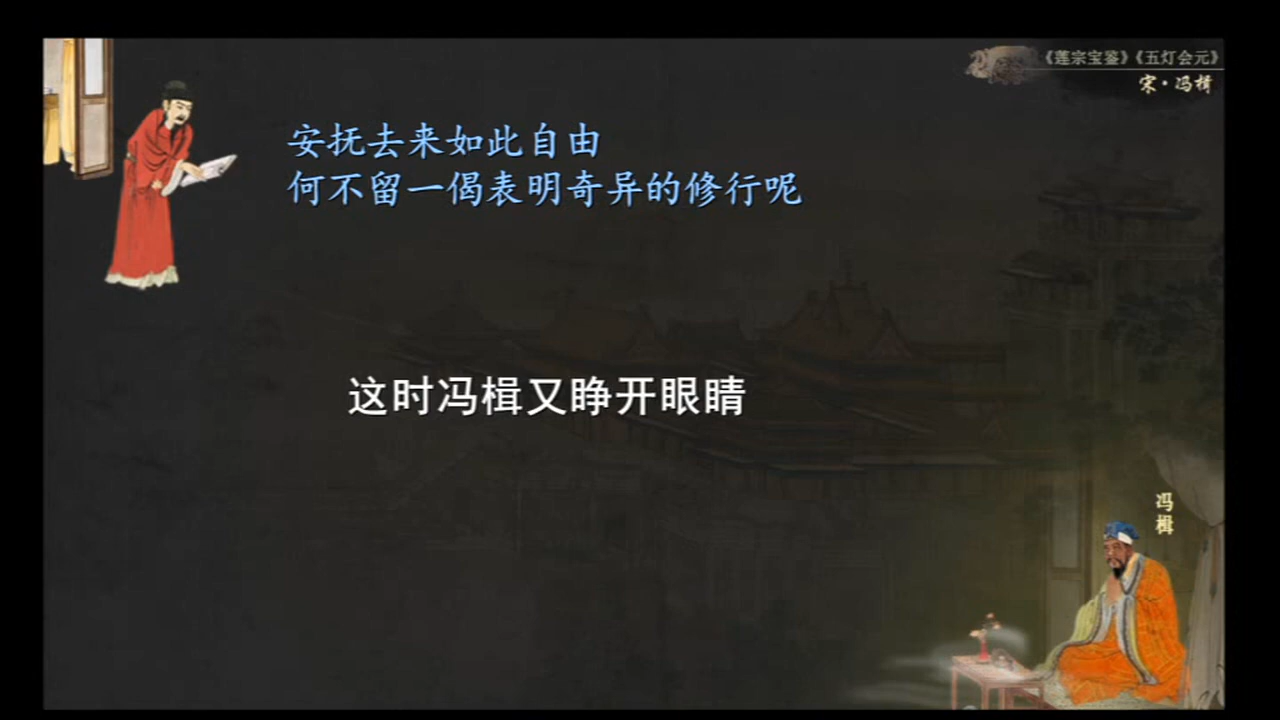 《莲宗宝鉴》《五灯会元》
宋·冯楫
安抚去来如此自由
何不留一偈表明奇异的修行呢
这时冯楫又睁开眼睛
冯楫